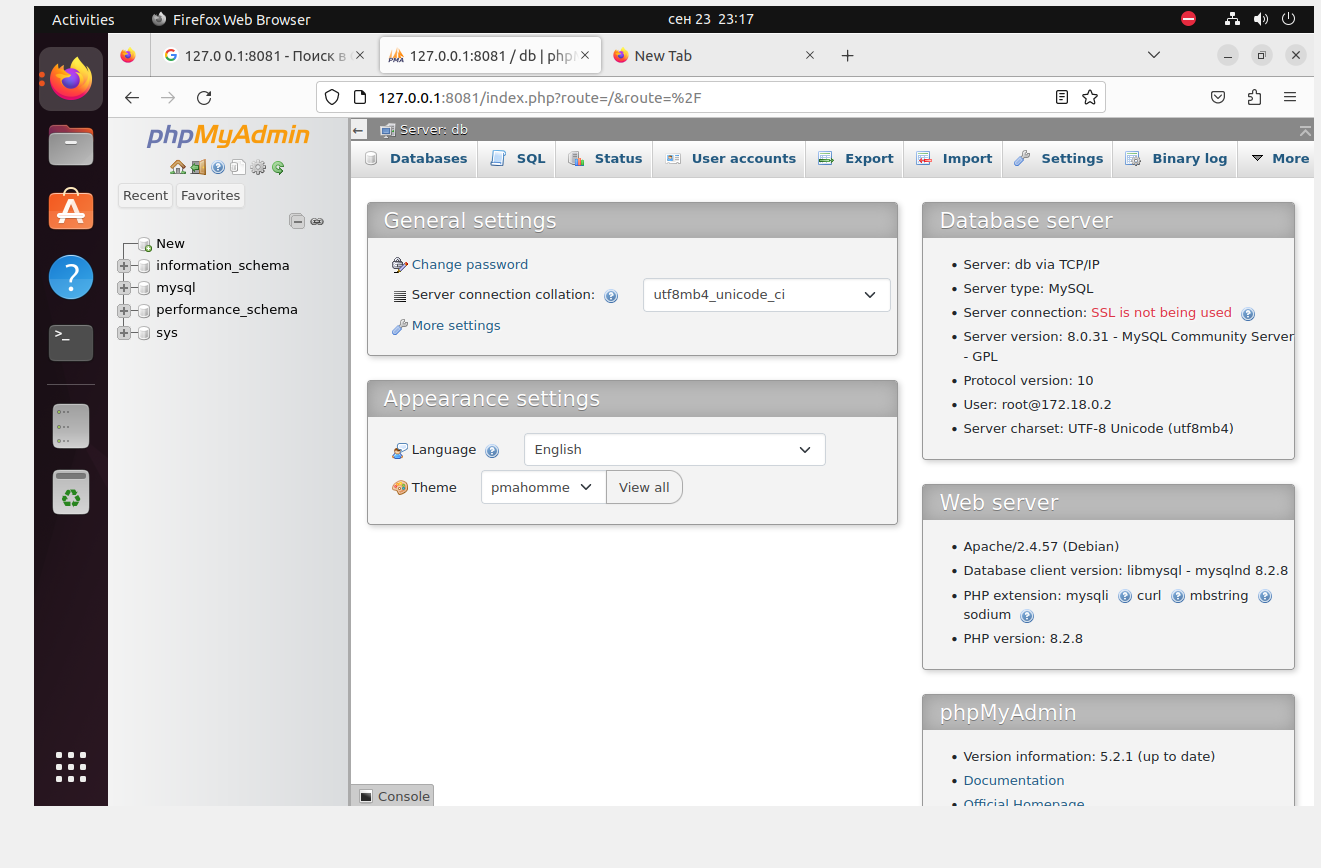 Activities
Firefox Web Browser
сен 23 23:17
127.0 0.1:8081 - Поиск в
127.0.0.1:8081 / db | php
New Tab
127.0.0.1:8081/index.php?route=/&route=%2F
phpMyAdmin
Recent
Favorites
New
information_schema
mysql
performance_schema
sys
Server: db
Databases
SQL
Status
User accounts
Export
Import
Settings
Binary log
More
General settings
Change password
Server connection collation:
utf8mb4_unicode_ci
More settings
Appearance settings
Language
English
Theme
pmahomme
View all
Database server
Server: db via TCP/IP
Server type: MySQL
Server connection: SSL is not being used
Server version: 8.0.31 - MySQL Community Server
- GPL
Protocol version: 10
User: root@172.18.0.2
Server charset: UTF-8 Unicode (utf8mb4)
Web server
Apache/2.4.57 (Debian)
Database client version: libmysql - mysqlnd 8.2.8
PHP extension: mysqli curl mbstring
sodium
PHP version: 8.2.8
phpMyAdmin
Version information: 5.2.1 (up to date)
Documentation
Official Homepage
Console